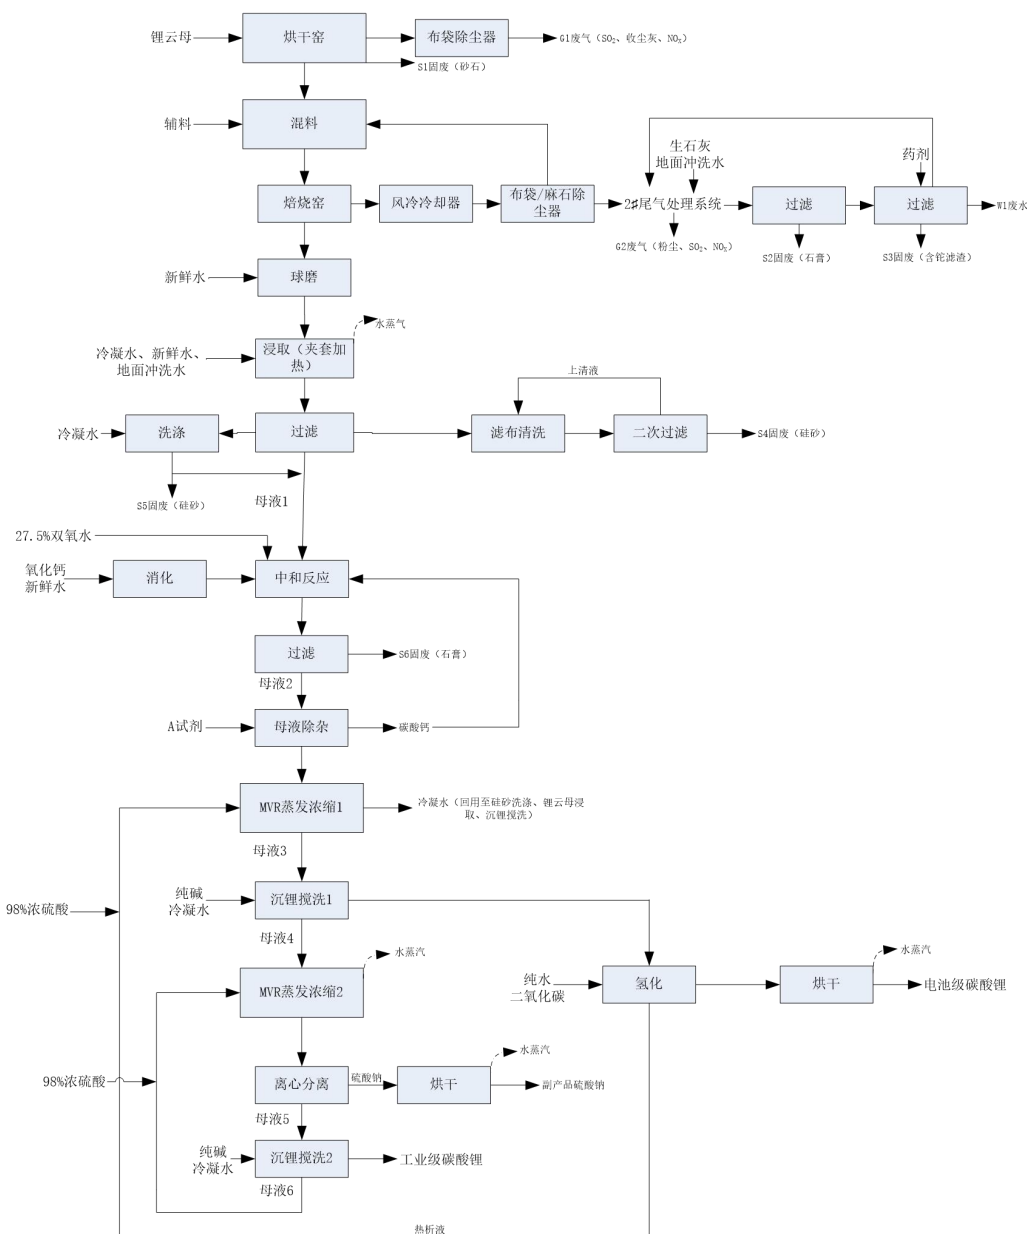 锂云母
烘干窑
布袋除尘器
G1废气（SO₂、收尘灰、NOₓ）
S1固废（砂石）
辅料
混料
生石灰
地面冲洗水
药剂
焙烧窑
风冷冷却器
布袋/麻石除
尘器
2#尾气处理系统
过滤
过滤
W1废水
G2废气（粉尘、SO₂、NOₓ）
S2固废（石膏）
S3固废（含铊滤渣）
新鲜水
球磨
水蒸气
冷凝水、新鲜水、
地面冲洗水
浸取（夹套加
热）
上清液
冷凝水
洗涤
过滤
滤布清洗
二次过滤
S4固废（硅砂）
S5固废（硅砂）
母液1
27.5%双氧水
氧化钙
新鲜水
消化
中和反应
过滤
S6固废（石膏）
母液2
A试剂
母液除杂
碳酸钙
MVR蒸发浓缩1
冷凝水（回用至硅砂洗涤、锂云母浸
取、沉锂搅洗）
母液3
纯碱
冷凝水
沉锂搅洗1
98%浓硫酸
母液4
水蒸汽
水蒸汽
MVR蒸发浓缩2
纯水
二氧化碳
氢化
烘干
电池级碳酸锂
水蒸汽
98%浓硫酸
离心分离
硫酸钠
烘干
副产品硫酸钠
母液5
纯碱
冷凝水
沉锂搅洗2
工业级碳酸锂
母液6
热析液